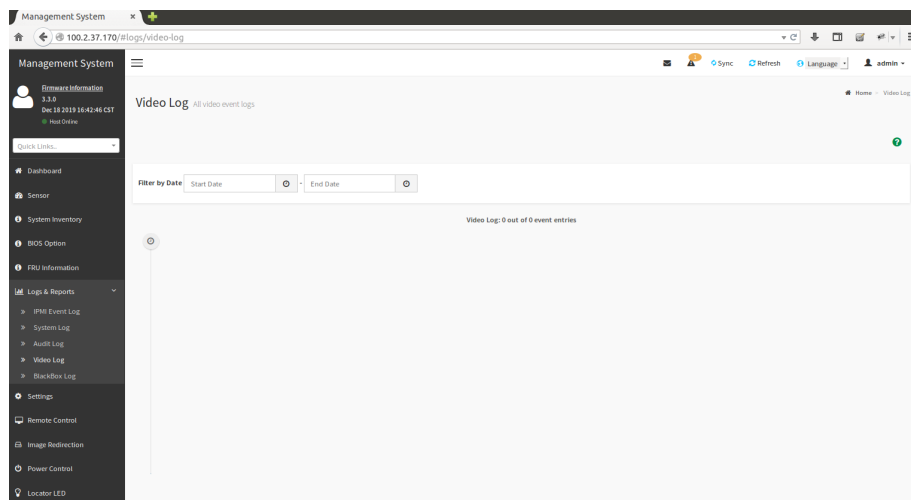 Management System
100.2.37.170/#logs/video-log
Management System
3
Sync
Refresh
Language
admin
Firmware Information
3.3.0
Dec 18 2019 16:42:46 CST
Host Online
Video Log All video event logs
Home - Video Log
Quick Links..
Dashboard
Sensor
System Inventory
BIOS Option
FRU Information
Logs & Reports
IPMI Event Log
System Log
Audit Log
Video Log
BlackBox Log
Settings
Remote Control
Image Redirection
Power Control
Locator LED
Filter by Date Start Date - End Date
Video Log: 0 out of 0 event entries